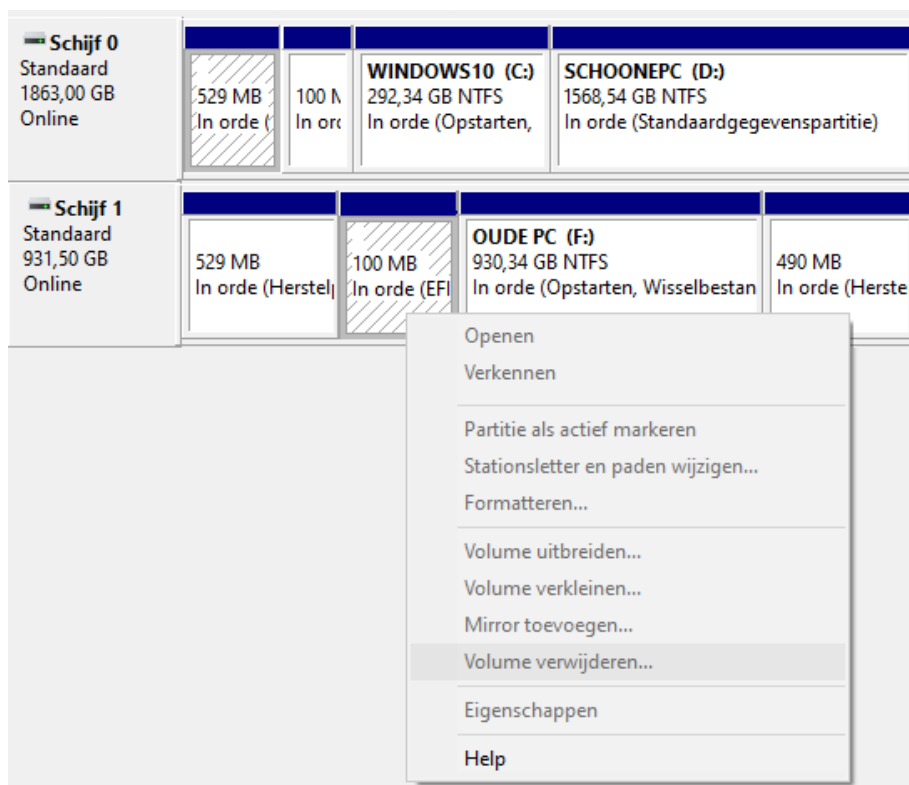 Schijf 0
Standaard
1863,00 GB
Online
529 MB
In orde (
100 M
In ord
WINDOWS10 (C:)
292,34 GB NTFS
In orde (Opstarten,
SCHOONEPC (D:)
1568,54 GB NTFS
In orde (Standaardgegevenspartitie)
Schijf 1
Standaard
931,50 GB
Online
529 MB
In orde (Herstelp
100 MB
In orde (EFI
OUDE PC (F:)
930,34 GB NTFS
In orde (Opstarten, Wisselbestan
490 MB
In orde (Herste
Openen
Verkennen
Partitie als actief markeren
Stationsletter en paden wijzigen...
Formatteren...
Volume uitbreiden...
Volume verkleinen...
Mirror toevoegen...
Volume verwijderen...
Eigenschappen
Help